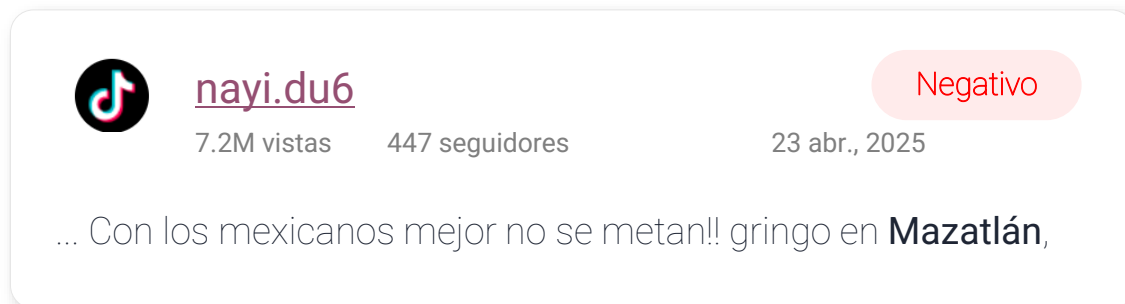 nayi.du6
Negativo
7.2M vistas 447 seguidores 23 abr., 2025
... Con los mexicanos mejor no se metan!! gringo en Mazatlán,